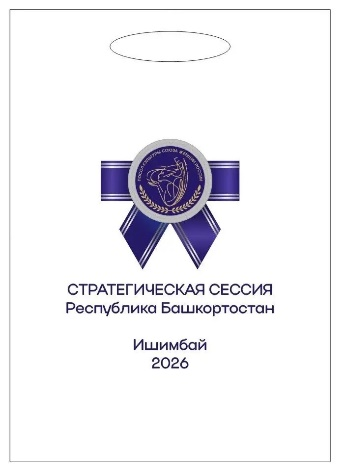 СТРАТЕГИЧЕСКАЯ СЕССИЯ
Республика Башкортостан
Ишимбай
2026